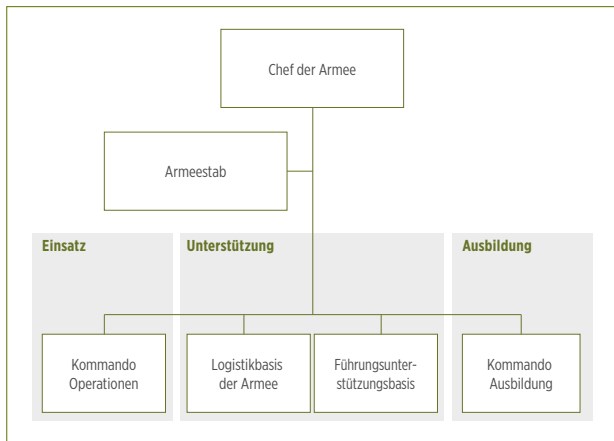 Chef der Armee
Armeestab
Einsatz
Unterstützung
Ausbildung
Kommando
Operationen
Logistikbasis
der Armee
Führungsunter-
stützungsbasis
Kommando
Ausbildung